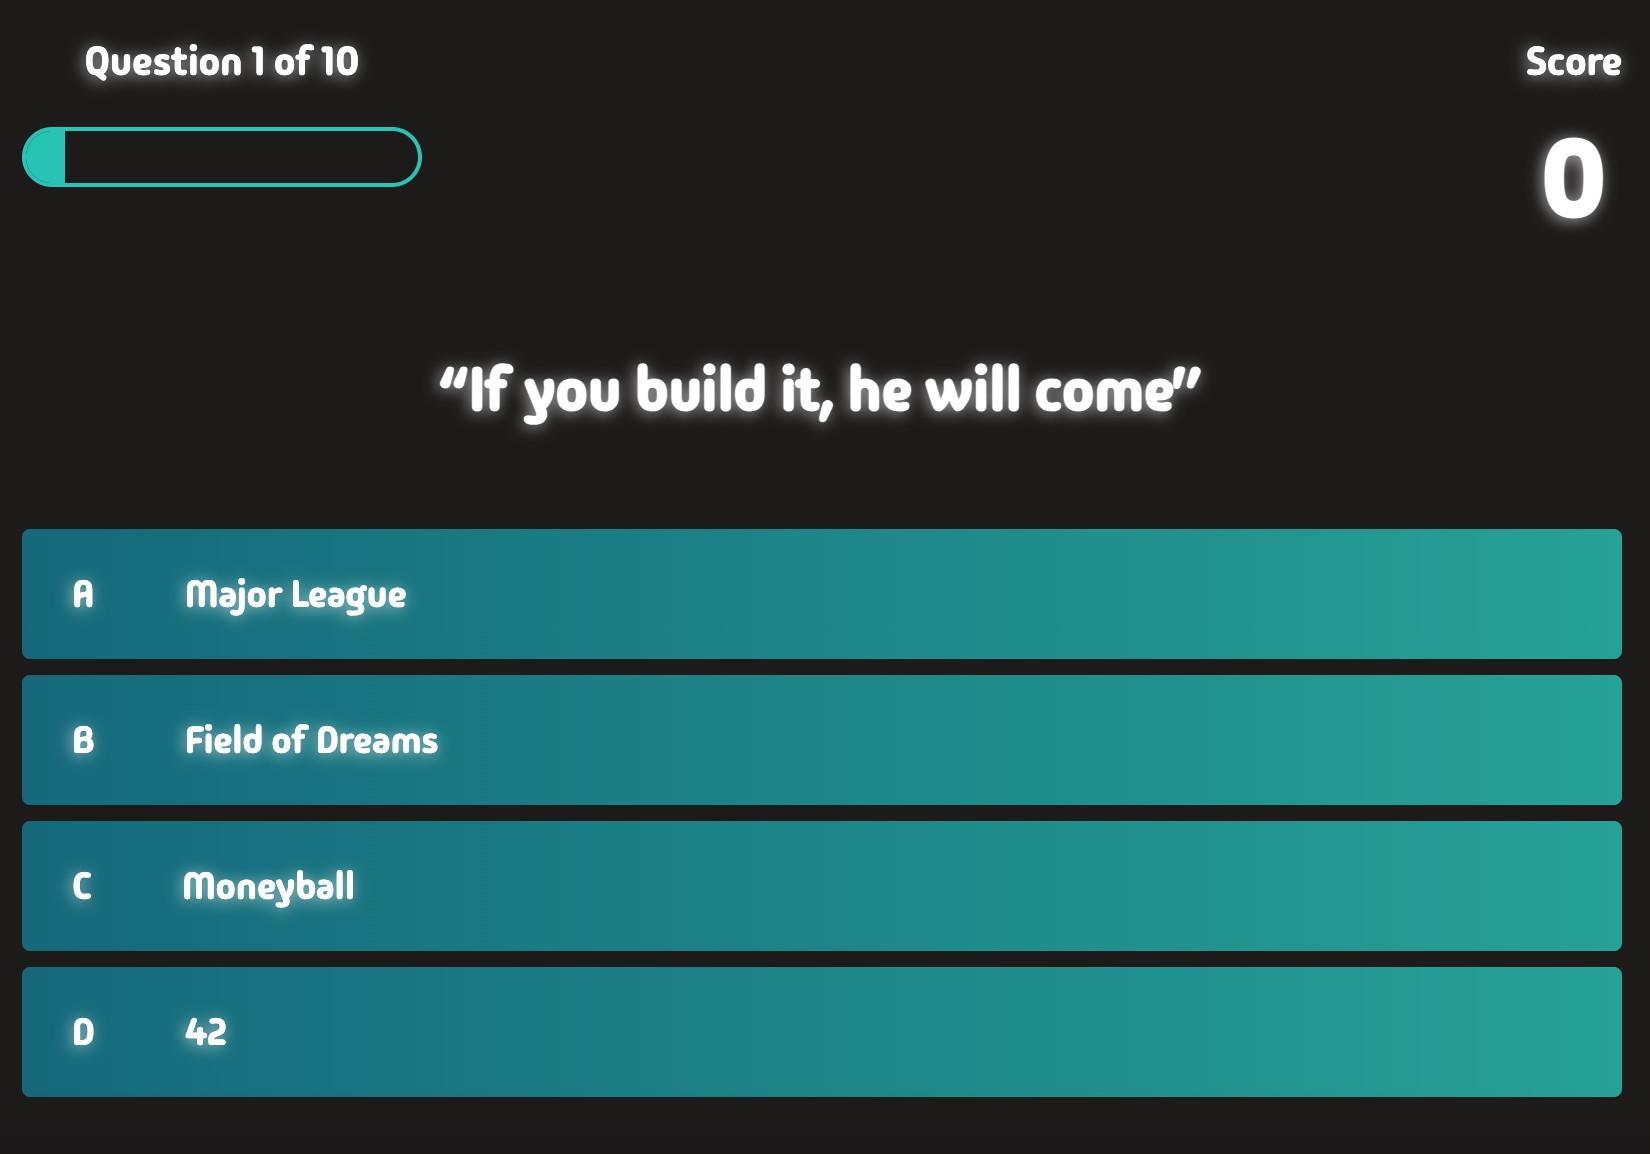 Question 1 of 10
Score
0
“If you build it, he will come”
A Major League
B Field of Dreams
C Moneyball
D 42